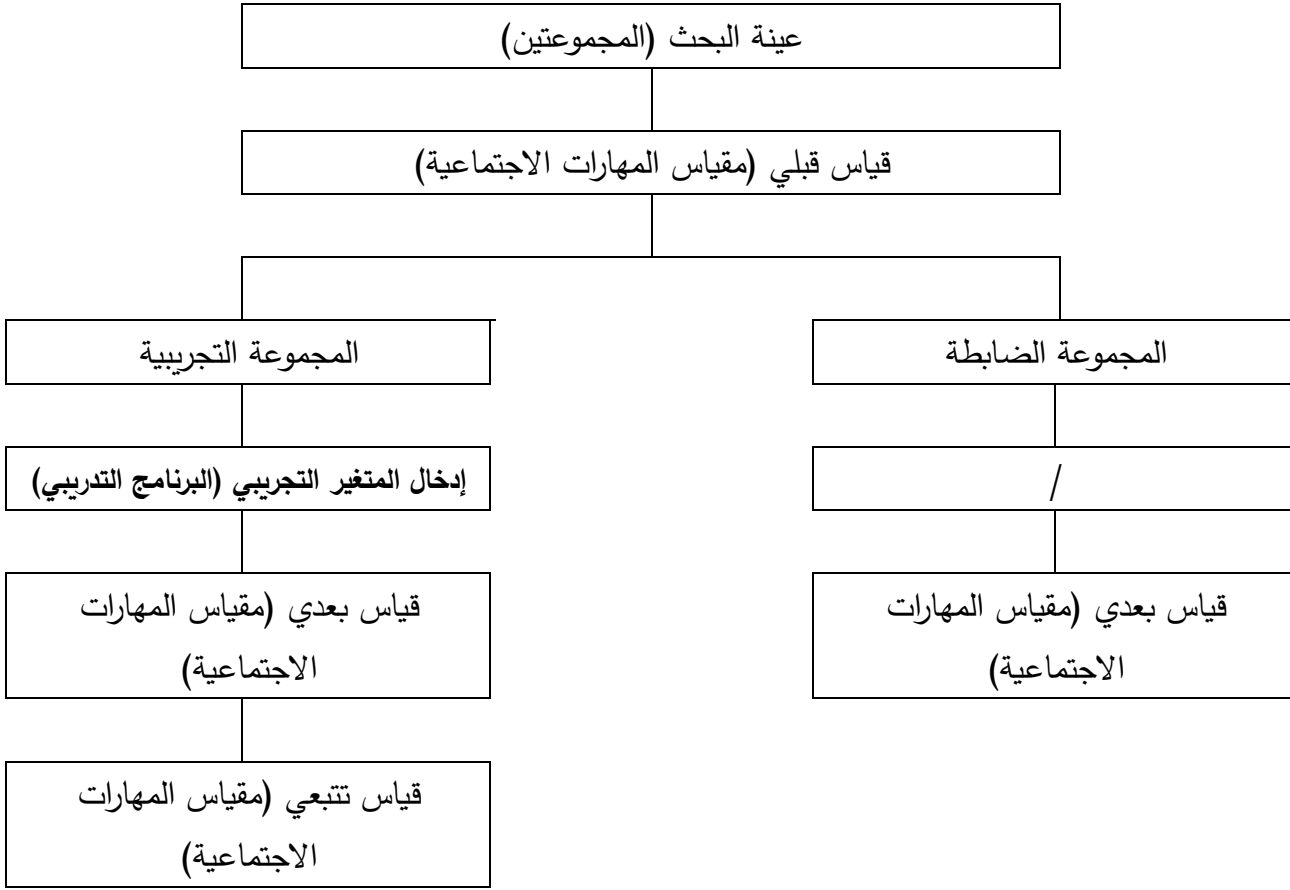 عينة البحث (المجموعتين)
قياس قبلي (مقياس المهارات الاجتماعية)
المجموعة الضابطة
المجموعة التجريبية
/
إدخال المتغير التجريبي (البرنامج التدريبي)
قياس بعدي (مقياس المهارات
الاجتماعية)
قياس بعدي (مقياس المهارات
الاجتماعية)
قياس تتبعي (مقياس المهارات
الاجتماعية)